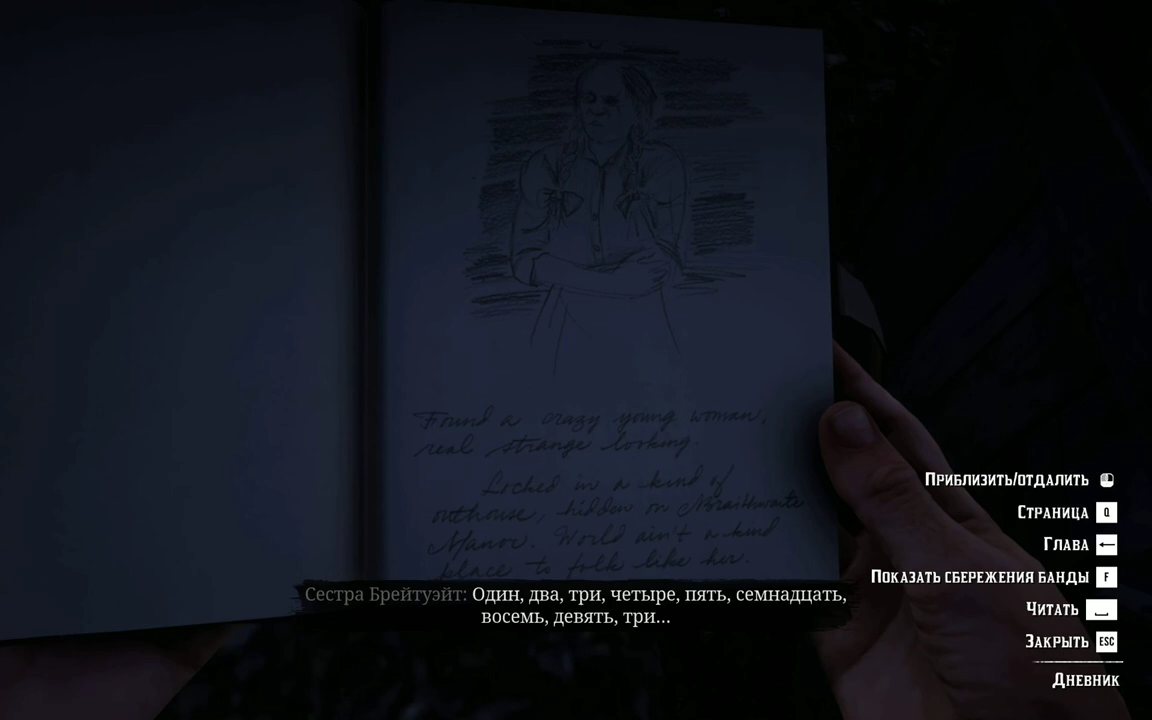 Found a crazy young woman,
real strange looking.
Locked in a kind of
outhouse, hidden on Braithwaite
Manor. World ain't a kind
place to folk like her.
Приблизить/отдалить
Страница Q
Глава ←
Показать сбережения банды F
Читать
Закрыть ESC
Дневник
Сестра Брейтуэйт: Один, два, три, четыре, пять, семнадцать,
восемь, девять, три...